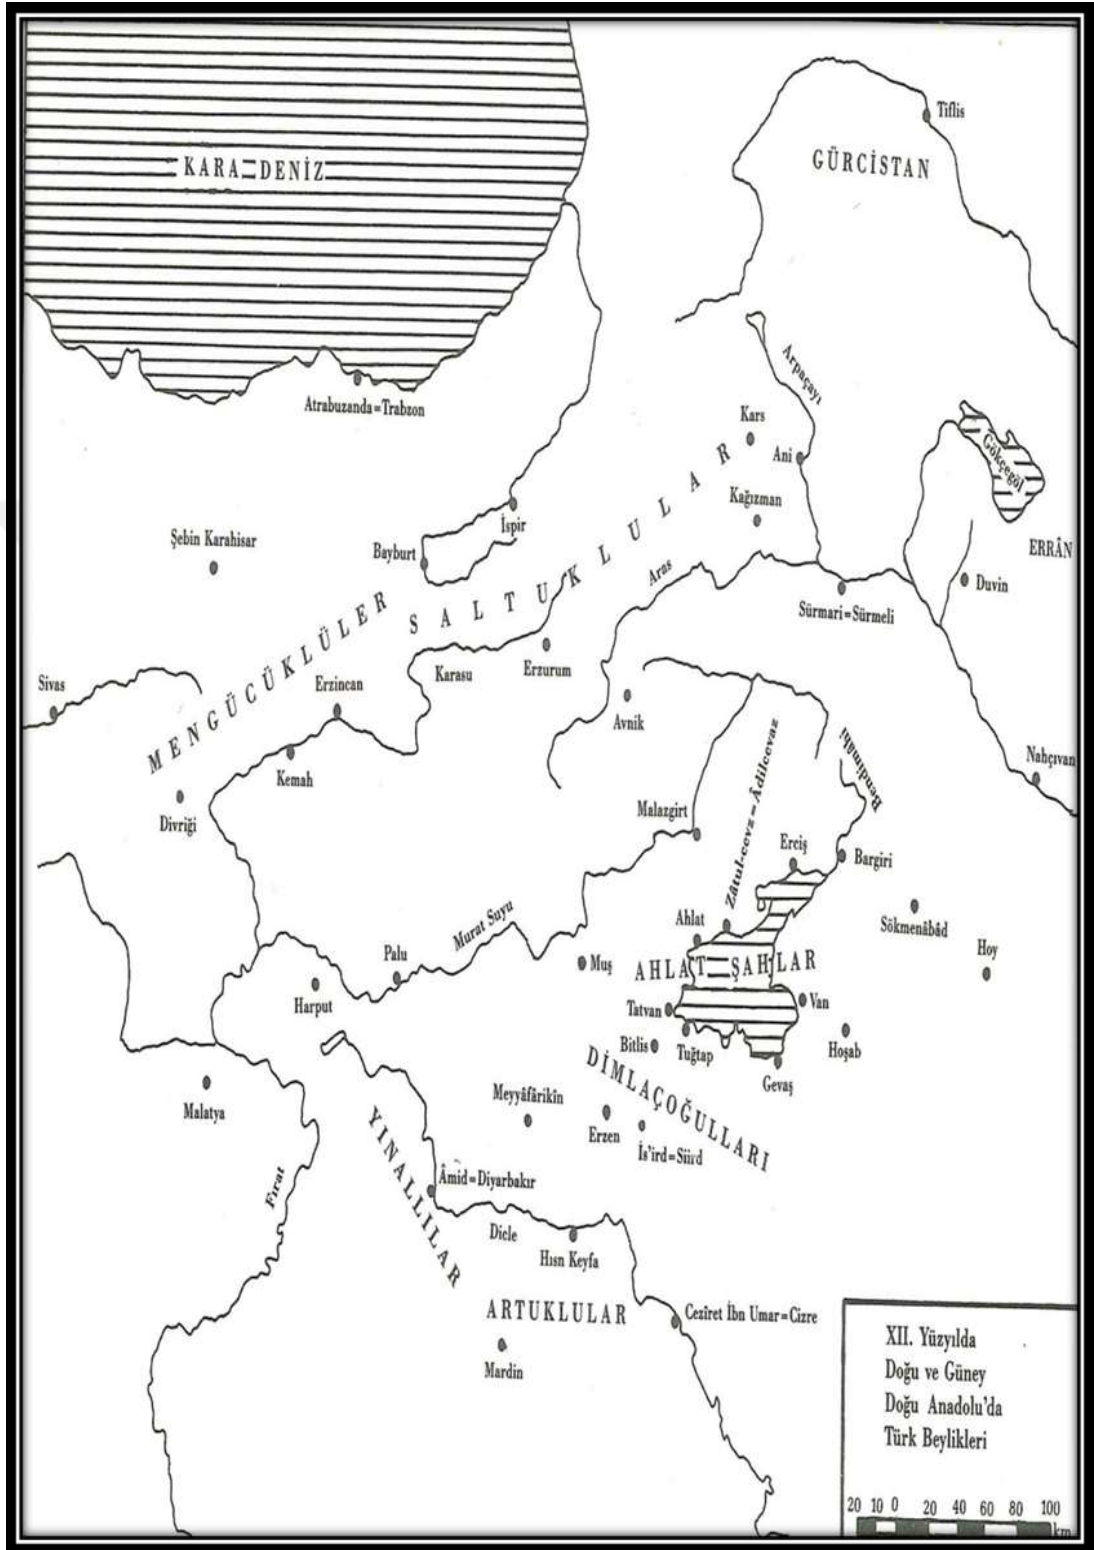 KARA DENİZ
Tiflis
GÜRCİSTAN
Atrabuzanda=Trabzon
Arpaçayı
Kars
Ani
Gökçegöl
Kağızman
İspir
Şebin Karahisar
Bayburt
ERRÂN
Duvin
Aras
SALTUKLULAR
Sürmari=Sürmeli
MENGÜCÜKLÜLER
Karasu
Erzurum
Erzincan
Sivas
Avnik
Kemah
Nahçıvan
Bendimâhi
Zâtul-cevz=Âdilcevaz
Divriği
Malazgirt
Erciş
Bargiri
Ahlat
Sökmenâbâd
Murat Suyu
Hoy
Palu
Muş
AHLAT ŞAHLAR
Harput
Tatvan
Van
Bitlis
Tuğtap
Hoşab
Gevaş
DİMLAÇOĞULLARI
Malatya
Meyyâfârikîn
Erzen
İs'ird=Siird
YINALLILAR
Âmid=Diyarbakır
Fırat
Dicle
Hısn Keyfa
ARTUKLULAR
Cezîret İbn Umar=Cizre
Mardin
XII. Yüzyılda
Doğu ve Güney
Doğu Anadolu'da
Türk Beylikleri
20 10 0 20 40 60 80 100
km